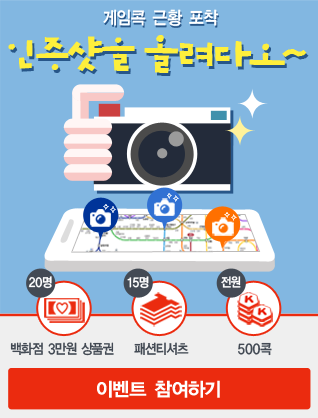 게임콕 근황 포착
인증샷을 올려다오~
20명
15명
전원
K
K
백화점 3만원 상품권
패션티셔츠
500콕
이벤트 참여하기